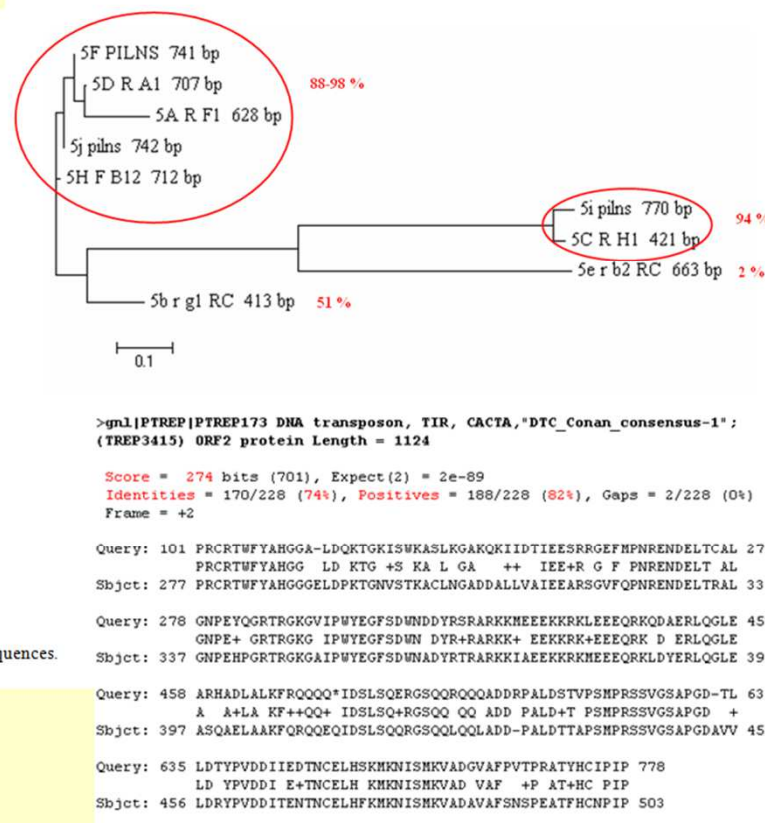 5F PILNS 741 bp
5D R A1 707 bp
88-98 %
5A R F1 628 bp
5j pilns 742 bp
5H F B12 712 bp
5i pilns 770 bp
94 %
5C R H1 421 bp
5e r b2 RC 663 bp 2 %
5b r g1 RC 413 bp 51 %
0.1
>gnl|PTREP|PTREP173 DNA transposon, TIR, CACTA,"DTC_Conan_consensus-1";
(TREP3415) ORF2 protein Length = 1124
Score = 274 bits (701), Expect(2) = 2e-89
Identities = 170/228 (74%), Positives = 188/228 (82%), Gaps = 2/228 (0%)
Frame = +2
Query: 101 PRCRTWFYAHGGA-LDQKTGKISWKASLKGAKQKIIDTIEESRRGEFMPNRENDELTCAL 27
PRCRTWFYAHGG LD KTG +S KA L GA ++ IEE+R G F PNRENDELT AL
Sbjct: 277 PRCRTWFYAHGGGELDPKTGNVSTKACLNGADDALLVAIEEARSGVFQPNRENDELTRAL 33
Query: 278 GNPEYQGRTRGKGVIPWYEGFSDWNDDYRSRARKKMEEEKKRKLEEEQRKQDAERLQGLE 45
GNPE+ GRTRGKG IPWYEGFSDWN DYR+RARKK+ EEKKRK+EEEQRK D ERLQGLE
Sbjct: 337 GNPEHPGRTRGKGAIPWYEGFSDWNADYRTRARKKIAEEKKRKMEEEQRKLDYERLQGLE 39
uences.
Query: 458 ARHADLALKFRQQQQ*IDSLSQERGSQQRQQQADDRPALDSTVPSMPRSSVGSAPGD-TL 63
A A+LA KF++QQ+ IDSLSQ+RGSQQ QQ ADD PALD+T PSMPRSSVGSAPGD +
Sbjct: 397 ASQAELAAKFQRQQEQIDSLSQQRGSQQLQQLADD-PALDTTAPSMPRSSVGSAPGDAVV 45
Query: 635 LDTYPVDDIIEDTNCELHSKMKNISMKVADGVAFPVTPRATYHCIPIP 778
LD YPVDDI E+TNCELH KMKNISMKVAD VAF +P AT+HC PIP
Sbjct: 456 LDRYPVDDITENTNCELHFKMKNISMKVADAVAFSNSPEATFHCNPIP 503